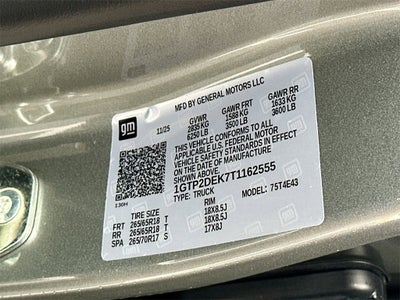 gm
MFD BY GENERAL MOTORS LLC
11/25
GVWR GAWR FRT GAWR RR
2835 KG 1588 KG 1633 KG
6250 LB 3500 LB 3600 LB
THIS VEHICLE CONFORMS TO ALL
APPLICABLE U.S. FEDERAL MOTOR
VEHICLE SAFETY STANDARDS IN EFFECT
ON THE DATE OF MANUFACTURE
SHOWN ABOVE.
1GTP2DEK7T1162555
TYPE: TRUCK MODEL: 75T4E43
130H
TIRE SIZE RIM
FRT 265/65R18 T 18X8.5J
RR 265/65R18 T 18X8.5J
SPA 265/70R17 S 17X8J